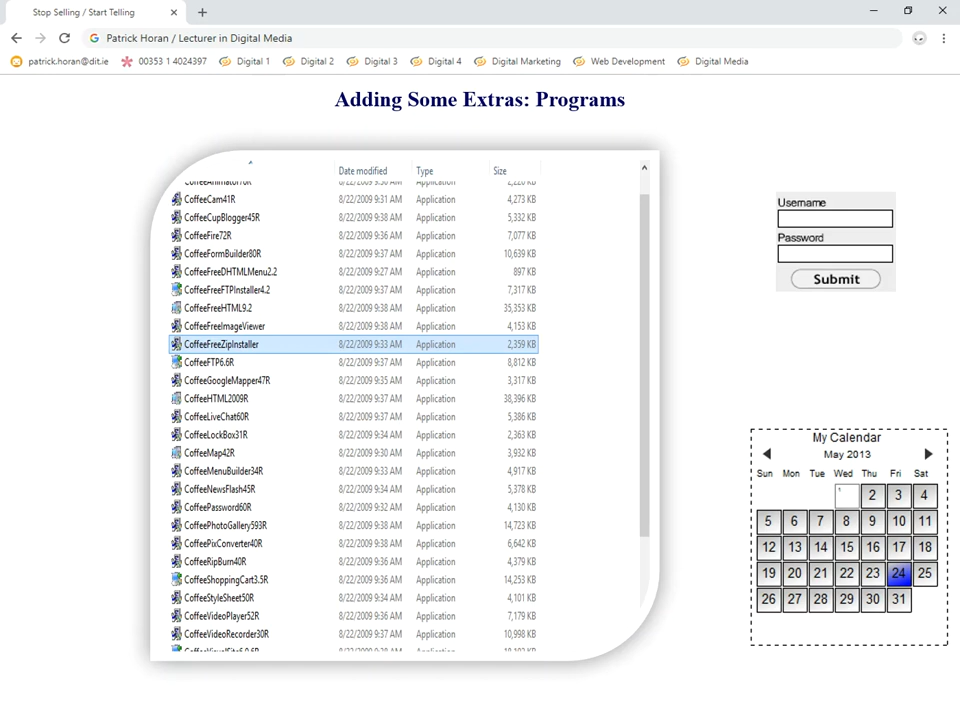 Stop Selling / Start Telling
Patrick Horan / Lecturer in Digital Media
patrick.horan@dit.ie 00353 1 4024397 Digital 1 Digital 2 Digital 3 Digital 4 Digital Marketing Web Development Digital Media
Adding Some Extras: Programs
Date modified Type Size
CoffeeCam41R 8/22/2009 9:31 AM Application 4,273 KB
CoffeeCupBlogger45R 8/22/2009 9:38 AM Application 5,332 KB
CoffeeFire72R 8/22/2009 9:36 AM Application 7,077 KB
CoffeeFormBuilder80R 8/22/2009 9:37 AM Application 10,639 KB
CoffeeFreeDHTMLMenu2.2 8/22/2009 9:27 AM Application 897 KB
CoffeeFreeFTPInstaller4.2 8/22/2009 9:37 AM Application 7,317 KB
CoffeeFreeHTML9.2 8/22/2009 9:38 AM Application 35,353 KB
CoffeeFreeImageViewer 8/22/2009 9:38 AM Application 4,153 KB
CoffeeFreeZipInstaller 8/22/2009 9:33 AM Application 2,359 KB
CoffeeFTP6.6R 8/22/2009 9:37 AM Application 8,812 KB
CoffeeGoogleMapper47R 8/22/2009 9:35 AM Application 3,317 KB
CoffeeHTML2009R 8/22/2009 9:37 AM Application 38,396 KB
CoffeeLiveChat60R 8/22/2009 9:37 AM Application 5,386 KB
CoffeeLockBox31R 8/22/2009 9:34 AM Application 2,363 KB
CoffeeMap42R 8/22/2009 9:30 AM Application 3,932 KB
CoffeeMenuBuilder34R 8/22/2009 9:33 AM Application 4,917 KB
CoffeeNewsFlash45R 8/22/2009 9:34 AM Application 5,378 KB
CoffeePassword60R 8/22/2009 9:32 AM Application 4,130 KB
CoffeePhotoGallery593R 8/22/2009 9:38 AM Application 14,723 KB
CoffeePixConverter40R 8/22/2009 9:38 AM Application 6,642 KB
CoffeeRipBurn40R 8/22/2009 9:36 AM Application 4,379 KB
CoffeeShoppingCart3.5R 8/22/2009 9:36 AM Application 14,253 KB
CoffeeStyleSheet50R 8/22/2009 9:34 AM Application 4,101 KB
CoffeeVideoPlayer52R 8/22/2009 9:36 AM Application 7,179 KB
CoffeeVideoRecorder30R 8/22/2009 9:37 AM Application 10,998 KB
Username
Password
Submit
My Calendar
May 2013
Sun Mon Tue Wed Thu Fri Sat
1 2 3 4
5 6 7 8 9 10 11
12 13 14 15 16 17 18
19 20 21 22 23 24 25
26 27 28 29 30 31